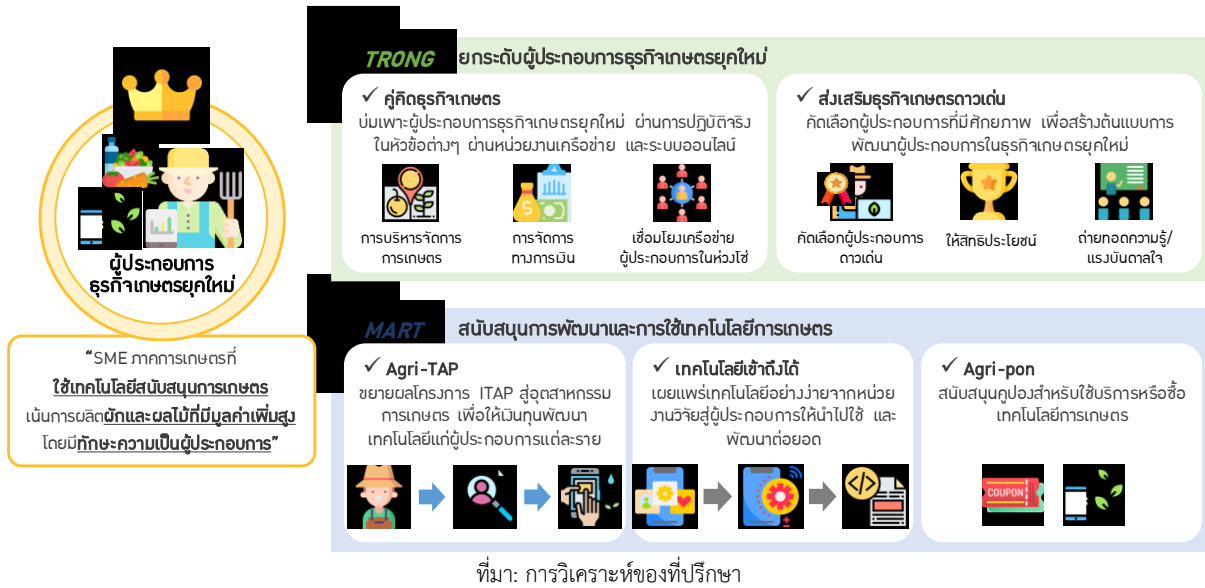 TRONG ยกระดับผู้ประกอบการธุรกิจเกษตรยุคใหม่
✓ คู่คิดธุรกิจเกษตร
บ่มเพาะผู้ประกอบการธุรกิจเกษตรยุคใหม่ ผ่านการปฏิบัติจริง
ในหัวข้อต่างๆ ผ่านหน่วยงานเครือข่าย และระบบออนไลน์
การบริหารจัดการ
การเกษตร
การจัดการ
ทางการเงิน
เชื่อมโยงเครือข่าย
ผู้ประกอบการในห่วงโซ่
✓ ส่งเสริมธุรกิจเกษตรดาวเด่น
คัดเลือกผู้ประกอบการที่มีศักยภาพ เพื่อสร้างต้นแบบการ
พัฒนาผู้ประกอบการในธุรกิจเกษตรยุคใหม่
คัดเลือกผู้ประกอบการ
ดาวเด่น
ให้สิทธิประโยชน์
ถ่ายทอดความรู้/
แรงบันดาลใจ
ผู้ประกอบการ
ธุรกิจเกษตรยุคใหม่
“SME ภาคการเกษตรที่
ใช้เทคโนโลยีสนับสนุนการเกษตร
เน้นการผลิตผักและผลไม้ที่มีมูลค่าเพิ่มสูง
โดยมีทักษะความเป็นผู้ประกอบการ”
MART สนับสนุนการพัฒนาและการใช้เทคโนโลยีการเกษตร
✓ Agri-TAP
ขยายผลโครงการ ITAP สู่อุตสาหกรรม
การเกษตร เพื่อให้เงินทุนพัฒนา
เทคโนโลยีแก่ผู้ประกอบการแต่ละราย
✓ เทคโนโลยีเข้าถึงได้
เผยแพร่เทคโนโลยีอย่างง่ายจากหน่วย
งานวิจัยสู่ผู้ประกอบการให้นำไปใช้ และ
พัฒนาต่อยอด
✓ Agri-pon
สนับสนุนคูปองสำหรับใช้บริการหรือซื้อ
เทคโนโลยีการเกษตร
COUPON
ที่มา: การวิเคราะห์ของที่ปรึกษา